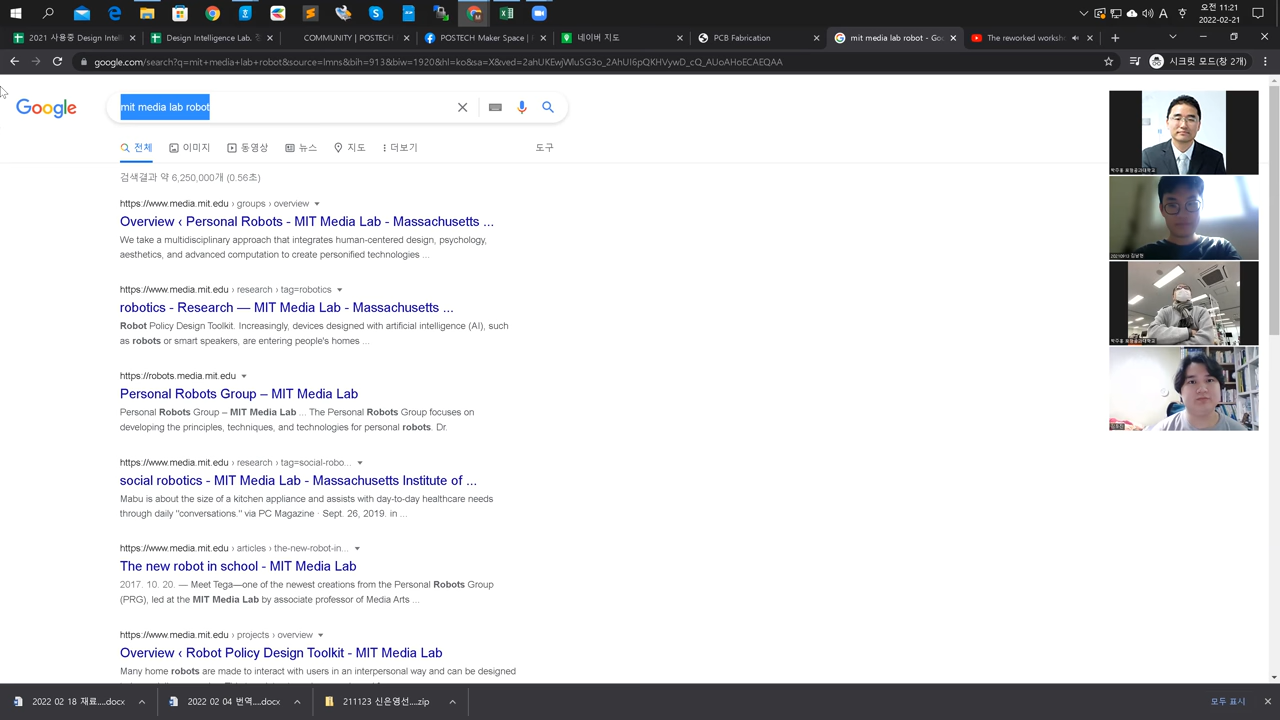 오전 11:21
2022-02-21
2021 사용중 Design Intelli
Design Intelligence Lab. 정
COMMUNITY | POSTECH
POSTECH Maker Space | P
네이버 지도
PCB Fabrication
mit media lab robot - Goo
The reworked worksh
google.com/search?q=mit+media+lab+robot&source=lmns&bih=913&biw=1920&hl=ko&sa=X&ved=2ahUKEwjWluSG3o_2AhUI6pQKHVywD_cQ_AUoAHoECAEQAA
시크릿 모드(창 2개)
Google
mit media lab robot
전체
이미지
동영상
뉴스
지도
더보기
도구
검색결과 약 6,250,000개 (0.56초)
https://www.media.mit.edu › groups › overview
Overview ‹ Personal Robots - MIT Media Lab - Massachusetts ...
We take a multidisciplinary approach that integrates human-centered design, psychology,
aesthetics, and advanced computation to create personified technologies ...
https://www.media.mit.edu › research › tag=robotics
robotics - Research — MIT Media Lab - Massachusetts ...
Robot Policy Design Toolkit. Increasingly, devices designed with artificial intelligence (AI), such
as robots or smart speakers, are entering people's homes ...
https://robots.media.mit.edu
Personal Robots Group – MIT Media Lab
Personal Robots Group – MIT Media Lab ... The Personal Robots Group focuses on
developing the principles, techniques, and technologies for personal robots. Dr.
https://www.media.mit.edu › research › tag=social-robo...
social robotics - MIT Media Lab - Massachusetts Institute of ...
Mabu is about the size of a kitchen appliance and assists with day-to-day healthcare needs
through daily "conversations." via PC Magazine · Sept. 26, 2019. in ...
https://www.media.mit.edu › articles › the-new-robot-in...
The new robot in school - MIT Media Lab
2017. 10. 20. — Meet Tega—one of the newest creations from the Personal Robots Group
(PRG), led at the MIT Media Lab by associate professor of Media Arts ...
https://www.media.mit.edu › projects › overview
Overview ‹ Robot Policy Design Toolkit - MIT Media Lab
Many home robots are made to interact with users in an interpersonal way and can be designed
2022 02 18 재료....docx
2022 02 04 번역....docx
211123 신은영선....zip
모두 표시